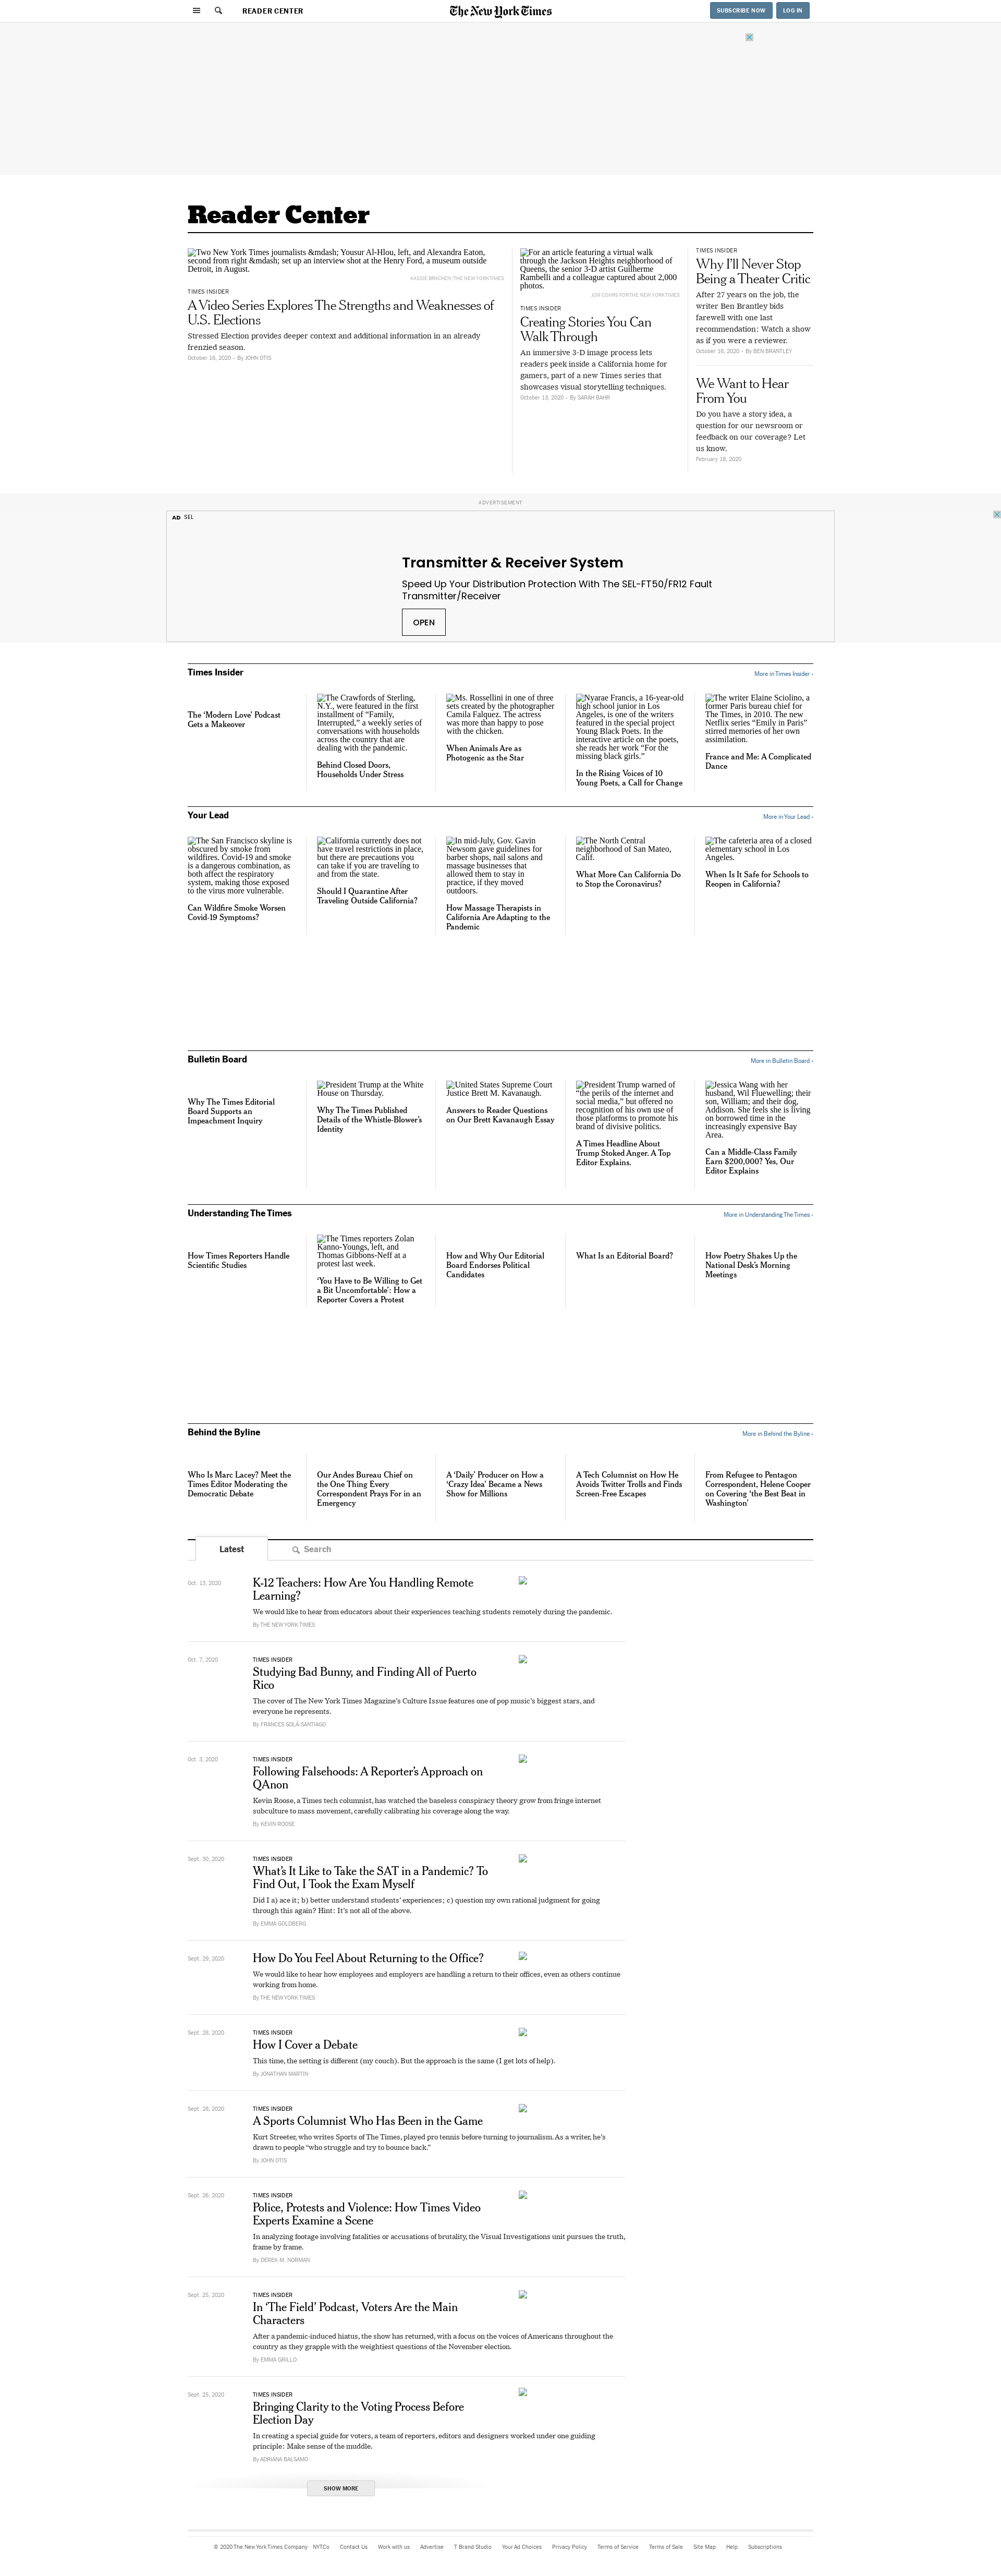 READER CENTER
The New York Times
SUBSCRIBE NOW
LOG IN
Reader Center
Two New York Times journalists &mdash; Yousur Al-Hlou, left, and Alexandra Eaton,
second from right &mdash; set up an interview shot at the Henry Ford, a museum outside
Detroit, in August.
KASSIE BRACKEN/THE NEW YORK TIMES
TIMES INSIDER
A Video Series Explores The Strengths and Weaknesses of
U.S. Elections
Stressed Election provides deeper context and additional information in an already
frenzied season.
October 16, 2020 - By JOHN OTIS
For an article featuring a virtual walk
through the Jackson Heights neighborhood of
Queens, the senior 3-D artist Guilherme
Rambelli and a colleague captured about 2,000
photos.
JON COHRS FOR THE NEW YORK TIMES
TIMES INSIDER
Creating Stories You Can
Walk Through
An immersive 3-D image process lets
readers peek inside a California home for
gamers, part of a new Times series that
showcases visual storytelling techniques.
October 13, 2020 - By SARAH BAHR
TIMES INSIDER
Why I’ll Never Stop
Being a Theater Critic
After 27 years on the job, the
writer Ben Brantley bids
farewell with one last
recommendation: Watch a show
as if you were a reviewer.
October 16, 2020 - By BEN BRANTLEY
We Want to Hear
From You
Do you have a story idea, a
question for our newsroom or
feedback on our coverage? Let
us know.
February 18, 2020
ADVERTISEMENT
AD SEL
Transmitter & Receiver System
Speed Up Your Distribution Protection With The SEL-FT50/FR12 Fault
Transmitter/Receiver
OPEN
Times Insider
More in Times Insider ›
The ‘Modern Love’ Podcast
Gets a Makeover
The Crawfords of Sterling,
N.Y., were featured in the first
installment of “Family,
Interrupted,” a weekly series of
conversations with households
across the country that are
dealing with the pandemic.
Behind Closed Doors,
Households Under Stress
Ms. Rossellini in one of three
sets created by the photographer
Camila Falquez. The actress
was more than happy to pose
with the chicken.
When Animals Are as
Photogenic as the Star
Nyarae Francis, a 16-year-old
high school junior in Los
Angeles, is one of the writers
featured in the special project
Young Black Poets. In the
interactive article on the poets,
she reads her work “For the
missing black girls.”
In the Rising Voices of 10
Young Poets, a Call for Change
The writer Elaine Sciolino, a
former Paris bureau chief for
The Times, in 2010. The new
Netflix series “Emily in Paris”
stirred memories of her own
assimilation.
France and Me: A Complicated
Dance
Your Lead
More in Your Lead ›
The San Francisco skyline is
obscured by smoke from
wildfires. Covid-19 and smoke
is a dangerous combination, as
both affect the respiratory
system, making those exposed
to the virus more vulnerable.
Can Wildfire Smoke Worsen
Covid-19 Symptoms?
California currently does not
have travel restrictions in place,
but there are precautions you
can take if you are traveling to
and from the state.
Should I Quarantine After
Traveling Outside California?
In mid-July, Gov. Gavin
Newsom gave guidelines for
barber shops, nail salons and
massage businesses that
allowed them to stay in
practice, if they moved
outdoors.
How Massage Therapists in
California Are Adapting to the
Pandemic
The North Central
neighborhood of San Mateo,
Calif.
What More Can California Do
to Stop the Coronavirus?
The cafeteria area of a closed
elementary school in Los
Angeles.
When Is It Safe for Schools to
Reopen in California?
Bulletin Board
More in Bulletin Board ›
Why The Times Editorial
Board Supports an
Impeachment Inquiry
President Trump at the White
House on Thursday.
Why The Times Published
Details of the Whistle-Blower’s
Identity
United States Supreme Court
Justice Brett M. Kavanaugh.
Answers to Reader Questions
on Our Brett Kavanaugh Essay
President Trump warned of
“the perils of the internet and
social media,” but offered no
recognition of his own use of
those platforms to promote his
brand of divisive politics.
A Times Headline About
Trump Stoked Anger. A Top
Editor Explains.
Jessica Wang with her
husband, Wil Fluewelling; their
son, William; and their dog,
Addison. She feels she is living
on borrowed time in the
increasingly expensive Bay
Area.
Can a Middle-Class Family
Earn $200,000? Yes, Our
Editor Explains
Understanding The Times
More in Understanding The Times ›
How Times Reporters Handle
Scientific Studies
The Times reporters Zolan
Kanno-Youngs, left, and
Thomas Gibbons-Neff at a
protest last week.
‘You Have to Be Willing to Get
a Bit Uncomfortable’: How a
Reporter Covers a Protest
How and Why Our Editorial
Board Endorses Political
Candidates
What Is an Editorial Board?
How Poetry Shakes Up the
National Desk’s Morning
Meetings
Behind the Byline
More in Behind the Byline ›
Who Is Marc Lacey? Meet the
Times Editor Moderating the
Democratic Debate
Our Andes Bureau Chief on
the One Thing Every
Correspondent Prays For in an
Emergency
A ‘Daily’ Producer on How a
‘Crazy Idea’ Became a News
Show for Millions
A Tech Columnist on How He
Avoids Twitter Trolls and Finds
Screen-Free Escapes
From Refugee to Pentagon
Correspondent, Helene Cooper
on Covering ‘the Best Beat in
Washington’
Latest
Search
Oct. 13, 2020
K-12 Teachers: How Are You Handling Remote
Learning?
We would like to hear from educators about their experiences teaching students remotely during the pandemic.
By THE NEW YORK TIMES
Oct. 7, 2020
TIMES INSIDER
Studying Bad Bunny, and Finding All of Puerto
Rico
The cover of The New York Times Magazine’s Culture Issue features one of pop music’s biggest stars, and
everyone he represents.
By FRANCES SOLÁ-SANTIAGO
Oct. 3, 2020
TIMES INSIDER
Following Falsehoods: A Reporter’s Approach on
QAnon
Kevin Roose, a Times tech columnist, has watched the baseless conspiracy theory grow from fringe internet
subculture to mass movement, carefully calibrating his coverage along the way.
By KEVIN ROOSE
Sept. 30, 2020
TIMES INSIDER
What’s It Like to Take the SAT in a Pandemic? To
Find Out, I Took the Exam Myself
Did I a) ace it; b) better understand students’ experiences; c) question my own rational judgment for going
through this again? Hint: It’s not all of the above.
By EMMA GOLDBERG
Sept. 29, 2020
How Do You Feel About Returning to the Office?
We would like to hear how employees and employers are handling a return to their offices, even as others continue
working from home.
By THE NEW YORK TIMES
Sept. 28, 2020
TIMES INSIDER
How I Cover a Debate
This time, the setting is different (my couch). But the approach is the same (I get lots of help).
By JONATHAN MARTIN
Sept. 28, 2020
TIMES INSIDER
A Sports Columnist Who Has Been in the Game
Kurt Streeter, who writes Sports of The Times, played pro tennis before turning to journalism. As a writer, he’s
drawn to people “who struggle and try to bounce back.”
By JOHN OTIS
Sept. 26, 2020
TIMES INSIDER
Police, Protests and Violence: How Times Video
Experts Examine a Scene
In analyzing footage involving fatalities or accusations of brutality, the Visual Investigations unit pursues the truth,
frame by frame.
By DEREK M. NORMAN
Sept. 25, 2020
TIMES INSIDER
In ‘The Field’ Podcast, Voters Are the Main
Characters
After a pandemic-induced hiatus, the show has returned, with a focus on the voices of Americans throughout the
country as they grapple with the weightiest questions of the November election.
By EMMA GRILLO
Sept. 25, 2020
TIMES INSIDER
Bringing Clarity to the Voting Process Before
Election Day
In creating a special guide for voters, a team of reporters, editors and designers worked under one guiding
principle: Make sense of the muddle.
By ADRIANA BALSAMO
SHOW MORE
© 2020 The New York Times Company NYTCo Contact Us Work with us Advertise T Brand Studio Your Ad Choices Privacy Policy Terms of Service Terms of Sale Site Map Help Subscriptions